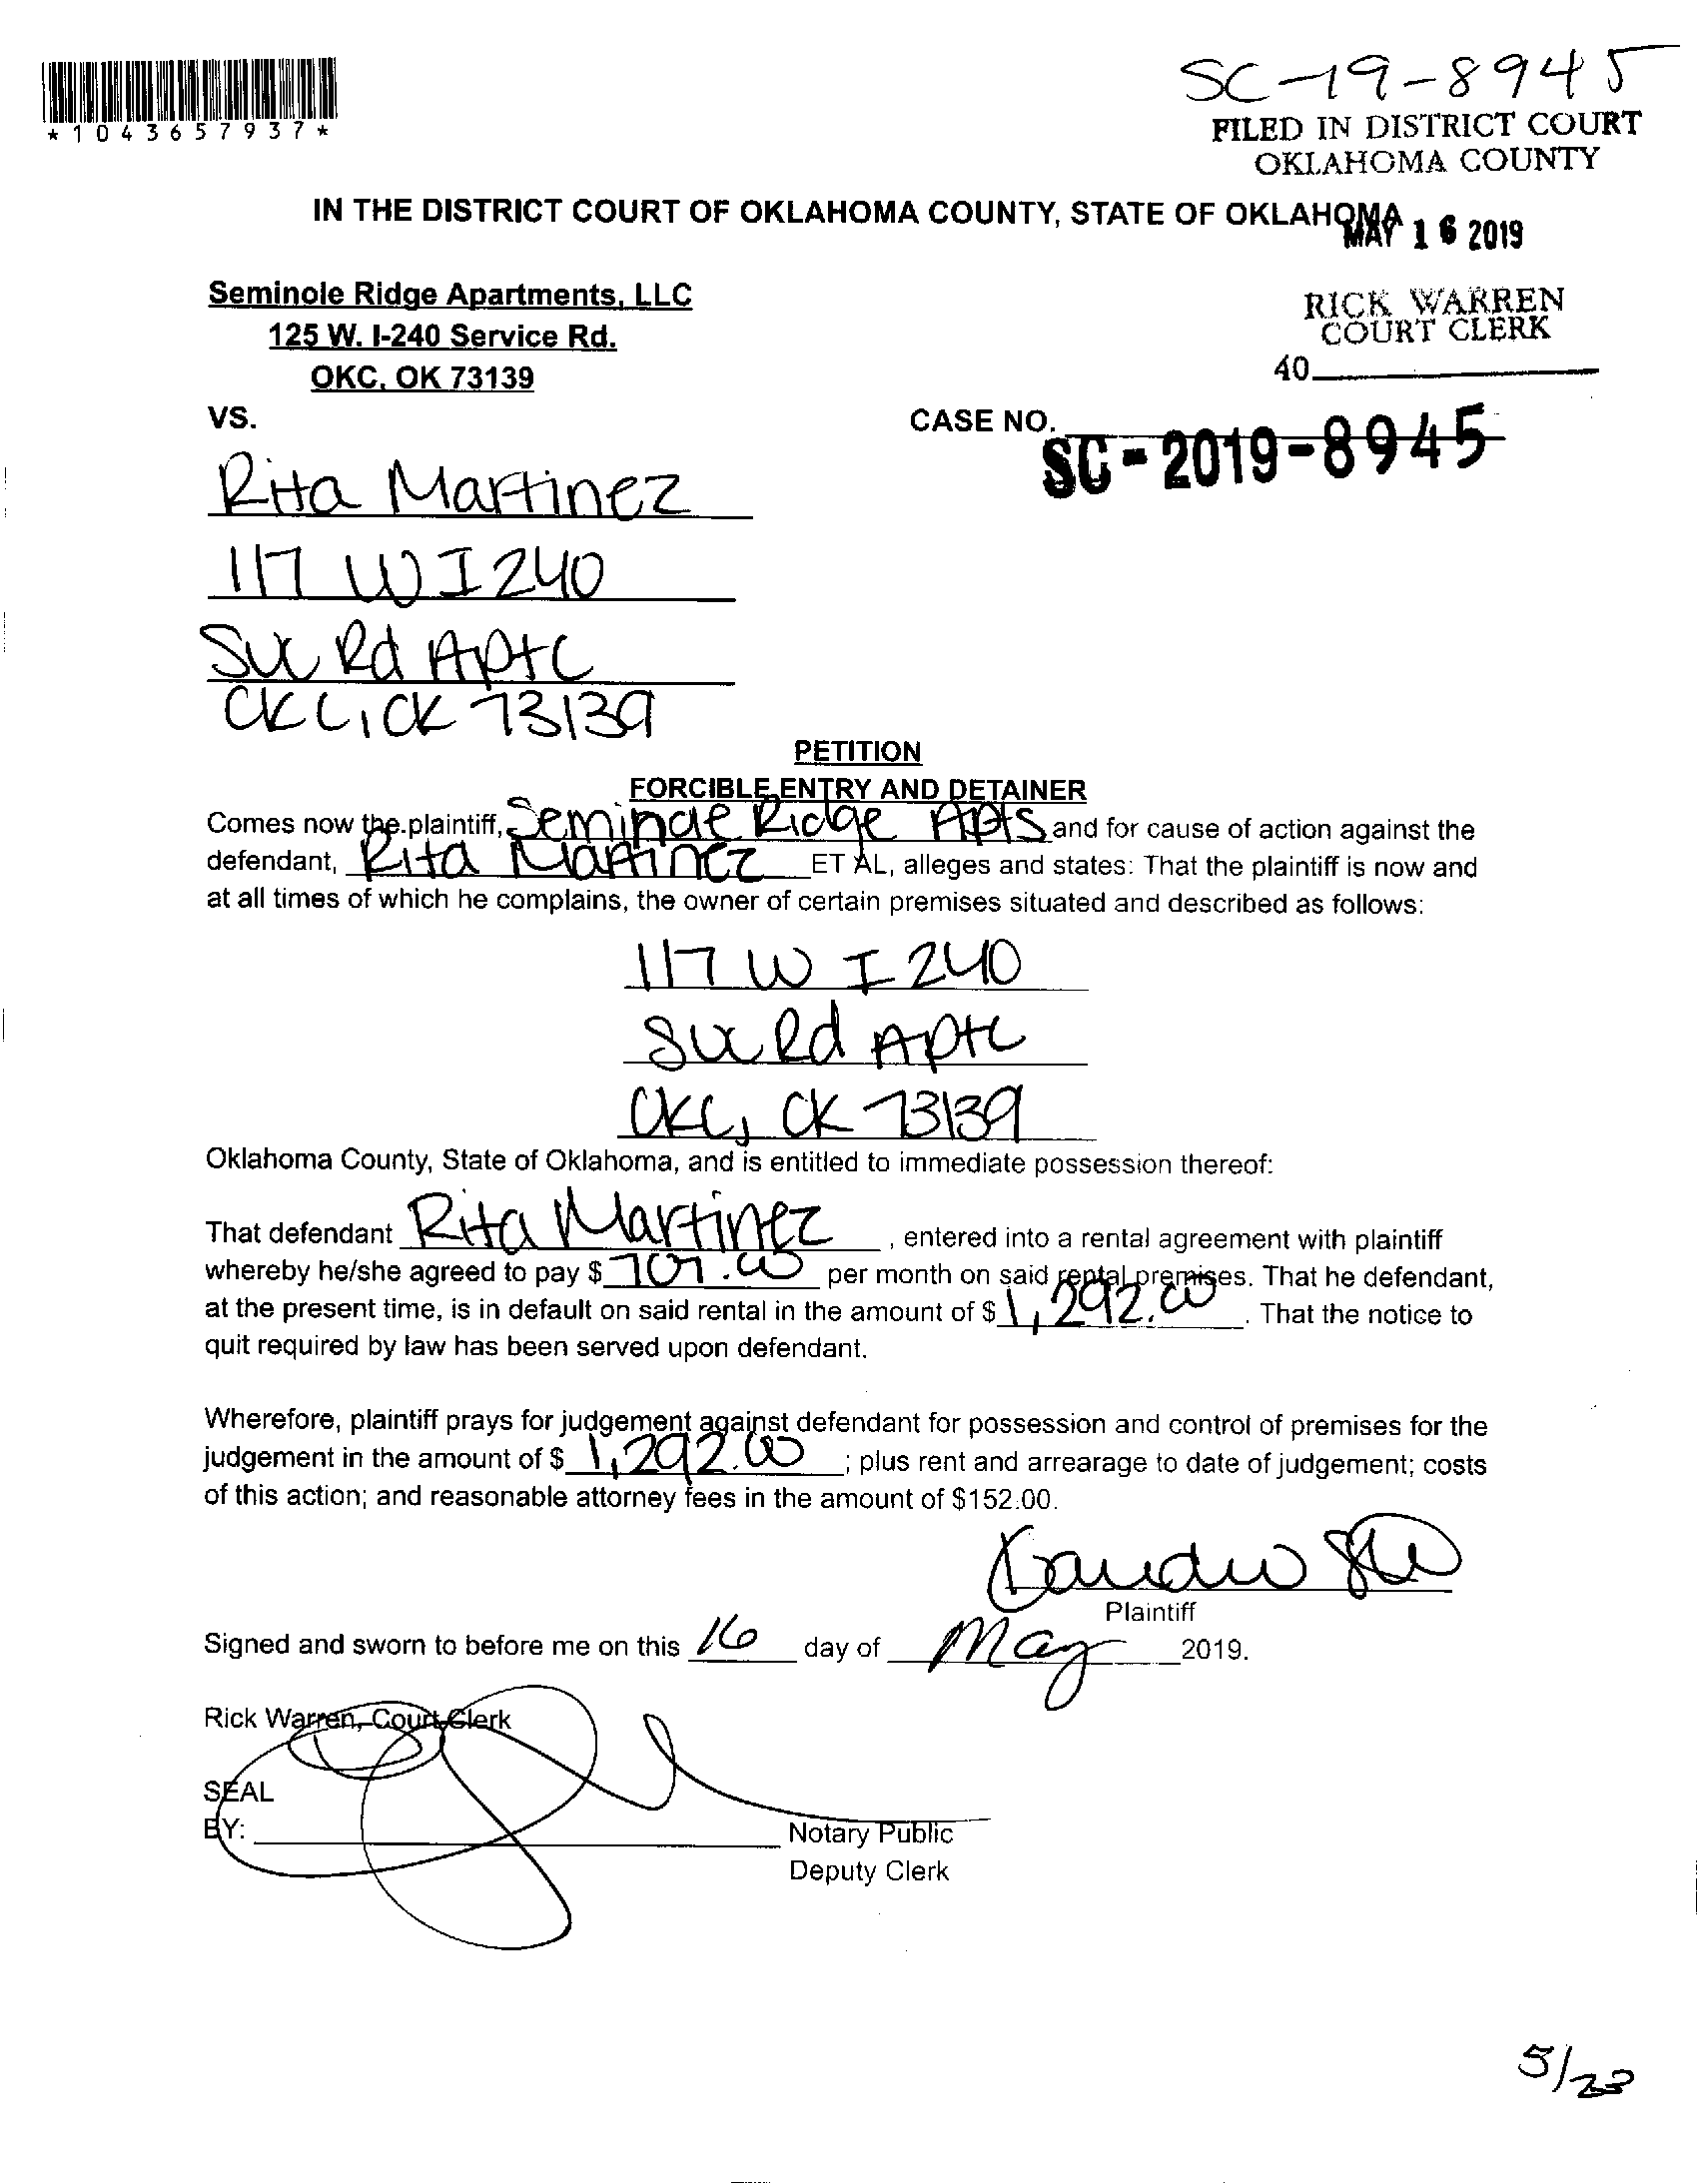 SC-19-8945
*1043657937*
FILED IN DISTRICT COURT
OKLAHOMA COUNTY
IN THE DISTRICT COURT OF OKLAHOMA COUNTY, STATE OF OKLAHOMA
MAY 16 2019
Seminole Ridge Apartments, LLC
125 W. I-240 Service Rd.
OKC, OK 73139
RICK WARREN
COURT CLERK
40
VS.
CASE NO.
SC-2019-8945
Rita Martinez
117 W I 240
Svc Rd Apt C
OKC, OK 73139
PETITION
FORCIBLE ENTRY AND DETAINER
Comes now the plaintiff, Seminole Ridge Apts and for cause of action against the
defendant, Rita Martinez ET AL, alleges and states: That the plaintiff is now and
at all times of which he complains, the owner of certain premises situated and described as follows:
117 W I 240
Svc Rd Apt C
OKC, OK 73139
Oklahoma County, State of Oklahoma, and is entitled to immediate possession thereof:
That defendant Rita Martinez, entered into a rental agreement with plaintiff
whereby he/she agreed to pay $ 707.00 per month on said rental premises. That he defendant,
at the present time, is in default on said rental in the amount of $ 1,292.00. That the notice to
quit required by law has been served upon defendant.
Wherefore, plaintiff prays for judgement against defendant for possession and control of premises for the
judgement in the amount of $ 1,292.00; plus rent and arrearage to date of judgement; costs
of this action; and reasonable attorney fees in the amount of $152.00.
Plaintiff
Signed and sworn to before me on this 16 day of May 2019.
Rick Warren, Court Clerk
SEAL
BY:
Notary Public
Deputy Clerk
5/23